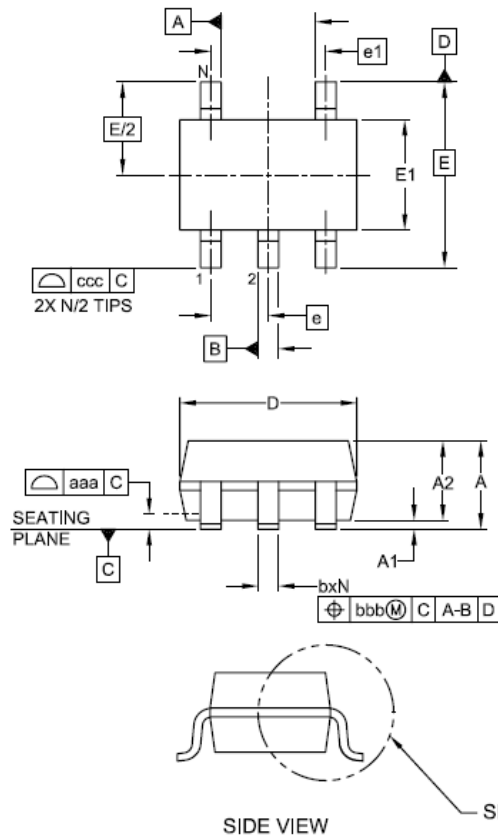 A
e1
D
N
E/2
E1
E
ccc C
1
2
2X N/2 TIPS
e
B
D
aaa C
A2
A
SEATING
PLANE
A1
C
bxN
bbb Ⓜ C A-B D
SIDE VIEW